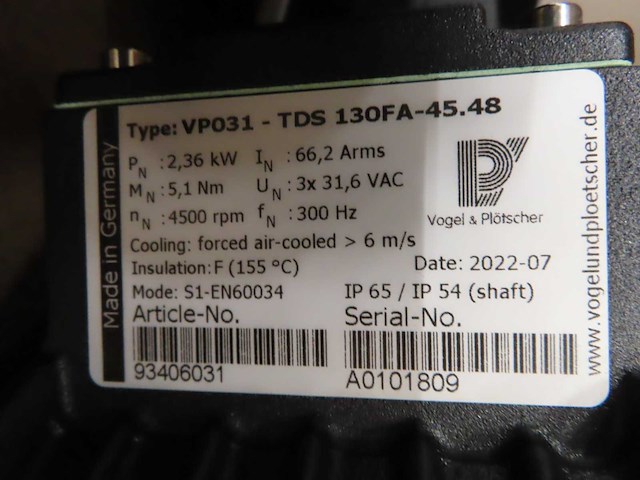 Made in Germany
Type: VP031 - TDS 130FA-45.48
PN : 2,36 kW IN : 66,2 Arms
MN : 5,1 Nm UN : 3x 31,6 VAC
nN : 4500 rpm fN : 300 Hz
Vogel & Plötscher
Cooling: forced air-cooled > 6 m/s
Insulation: F (155 °C) Date: 2022-07
Mode: S1-EN60034 IP 65 / IP 54 (shaft)
Article-No. Serial-No.
93406031 A0101809
www.vogelundploetscher.de